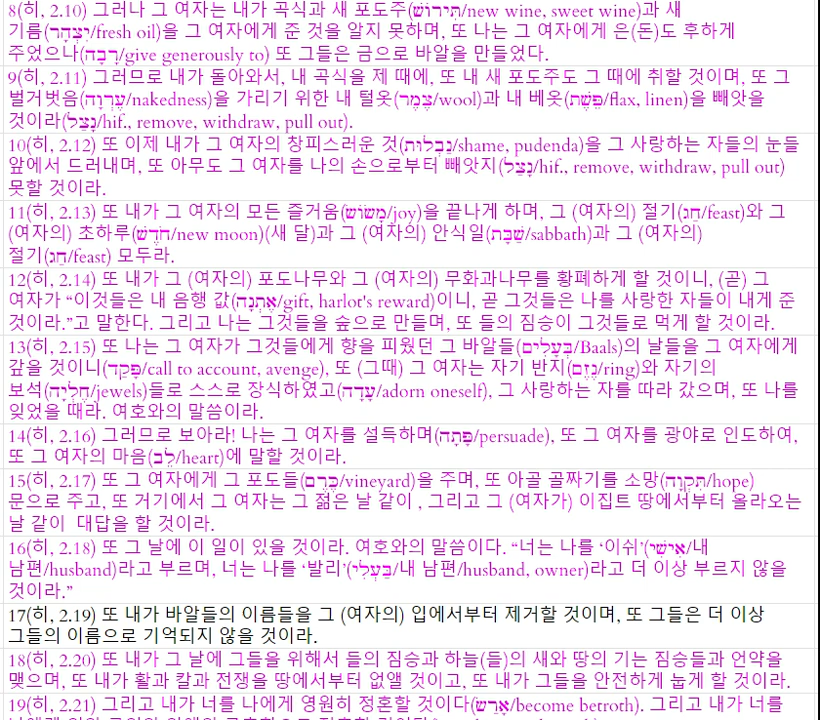 8(히, 2.10) 그러나 그 여자는 내가 곡식과 새 포도주(תִּירוֹשׁ/new wine, sweet wine)과 새
기름(יִצְהָר/fresh oil)을 그 여자에게 준 것을 알지 못하며, 또 나는 그 여자에게 은(돈)도 후하게
주었으나(רָבָה/give generously to) 또 그들은 금으로 바알을 만들었다.
9(히, 2.11) 그러므로 내가 돌아와서, 내 곡식을 제 때에, 또 내 새 포도주도 그 때에 취할 것이며, 또 그
벌거벗음(עֶרְוָה/nakedness)을 가리기 위한 내 털옷(צֶמֶר/wool)과 내 베옷(פֵּשֶׁת/flax, linen)을 빼앗을
것이라(נָצַל/hif., remove, withdraw, pull out).
10(히, 2.12) 또 이제 내가 그 여자의 창피스러운 것(נַבְלוּת/shame, pudenda)을 그 사랑하는 자들의 눈들
앞에서 드러내며, 또 아무도 그 여자를 나의 손으로부터 빼앗지(נָצַל/hif., remove, withdraw, pull out)
못할 것이라.
11(히, 2.13) 또 내가 그 여자의 모든 즐거움(מָשׂוֹשׂ/joy)을 끝나게 하며, 그 (여자의) 절기(חַג/feast)와 그
(여자의) 초하루(חֹדֶשׁ/new moon)(새 달)과 그 (여자의) 안식일(שַׁבָּת/sabbath)과 그 (여자의)
절기(חַג/feast) 모두라.
12(히, 2.14) 또 내가 그 (여자의) 포도나무와 그 (여자의) 무화과나무를 황폐하게 할 것이니, (곧) 그
여자가 “이것들은 내 음행 값(אֶתְנָה/gift, harlot's reward)이니, 곧 그것들은 나를 사랑한 자들이 내게 준
것이라.”고 말한다. 그리고 나는 그것들을 숲으로 만들며, 또 들의 짐승이 그것들로 먹게 할 것이라.
13(히, 2.15) 또 나는 그 여자가 그것들에게 향을 피웠던 그 바알들(בְּעָלִים/Baals)의 날들을 그 여자에게
갚을 것이니(פָּקַד/call to account, avenge), 또 (그때) 그 여자는 자기 반지(נֶזֶם/ring)와 자기의
보석(חֶלְיָה/jewels)들로 스스로 장식하였고(עָדָה/adorn oneself), 그 사랑하는 자를 따라 갔으며, 또 나를
잊었을 때라. 여호와의 말씀이라.
14(히, 2.16) 그러므로 보아라! 나는 그 여자를 설득하며(פָּתָה/persuade), 또 그 여자를 광야로 인도하여,
또 그 여자의 마음(לֵב/heart)에 말할 것이라.
15(히, 2.17) 또 그 여자에게 그 포도들(כֶּרֶם/vineyard)을 주며, 또 아골 골짜기를 소망(תִּקְוָה/hope)
문으로 주고, 또 거기에서 그 여자는 그 젊은 날 같이 , 그리고 그 (여자가) 이집트 땅에서부터 올라오는
날 같이 대답을 할 것이라.
16(히, 2.18) 또 그 날에 이 일이 있을 것이라. 여호와의 말씀이다. “너는 나를 ‘이쉬’(אִישִׁי/내
남편/husband)라고 부르며, 너는 나를 ‘발리’(בַּעְלִי/내 남편/husband, owner)라고 더 이상 부르지 않을
것이라.”
17(히, 2.19) 또 내가 바알들의 이름들을 그 (여자의) 입에서부터 제거할 것이며, 또 그들은 더 이상
그들의 이름으로 기억되지 않을 것이라.
18(히, 2.20) 또 내가 그 날에 그들을 위해서 들의 짐승과 하늘(들)의 새와 땅의 기는 짐승들과 언약을
맺으며, 또 내가 활과 칼과 전쟁을 땅에서부터 없앨 것이고, 또 내가 그들을 안전하게 눕게 할 것이라.
19(히, 2.21) 그리고 내가 너를 나에게 영원히 정혼할 것이다(אָרַשׂ/become betroth). 그리고 내가 너를